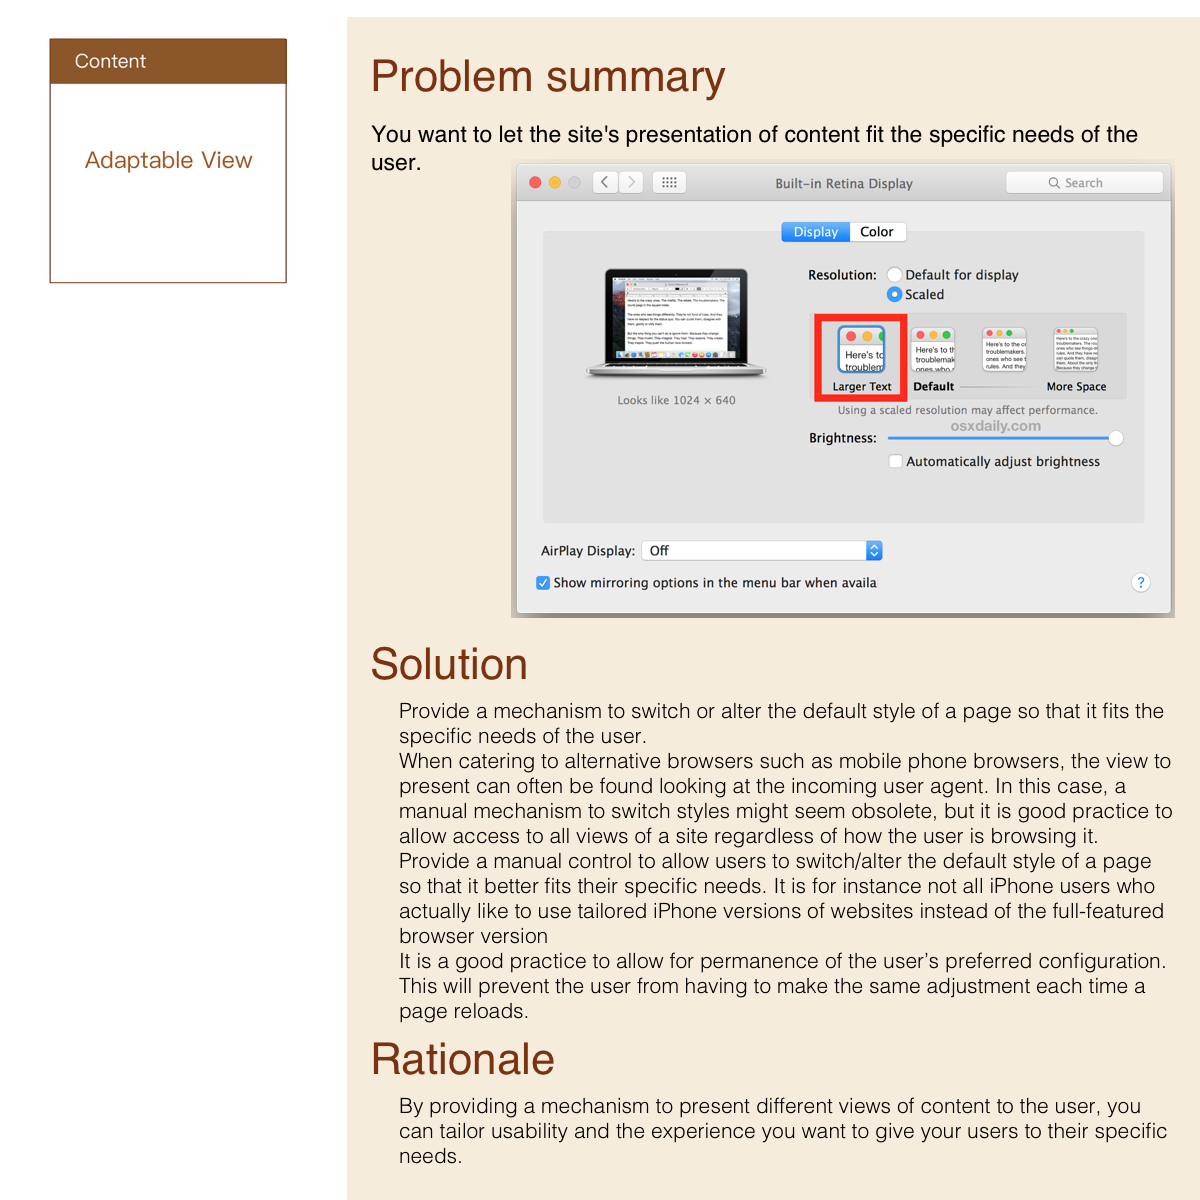 Content
Adaptable View
Problem summary
You want to let the site's presentation of content fit the specific needs of the
user.
Built-in Retina Display
Search
Display
Color
Resolution:
Default for display
Scaled
Here's to
troublem
Here's to th
troublemak
ones who
Here's to the cr
troublemakers.
ones who see t
rules. And they
Larger Text
Default
More Space
Looks like 1024 × 640
Using a scaled resolution may affect performance.
osxdaily.com
Brightness:
Automatically adjust brightness
AirPlay Display:
Off
Show mirroring options in the menu bar when availa
?
Solution
Provide a mechanism to switch or alter the default style of a page so that it fits the
specific needs of the user.
When catering to alternative browsers such as mobile phone browsers, the view to
present can often be found looking at the incoming user agent. In this case, a
manual mechanism to switch styles might seem obsolete, but it is good practice to
allow access to all views of a site regardless of how the user is browsing it.
Provide a manual control to allow users to switch/alter the default style of a page
so that it better fits their specific needs. It is for instance not all iPhone users who
actually like to use tailored iPhone versions of websites instead of the full-featured
browser version
It is a good practice to allow for permanence of the user’s preferred configuration.
This will prevent the user from having to make the same adjustment each time a
page reloads.
Rationale
By providing a mechanism to present different views of content to the user, you
can tailor usability and the experience you want to give your users to their specific
needs.